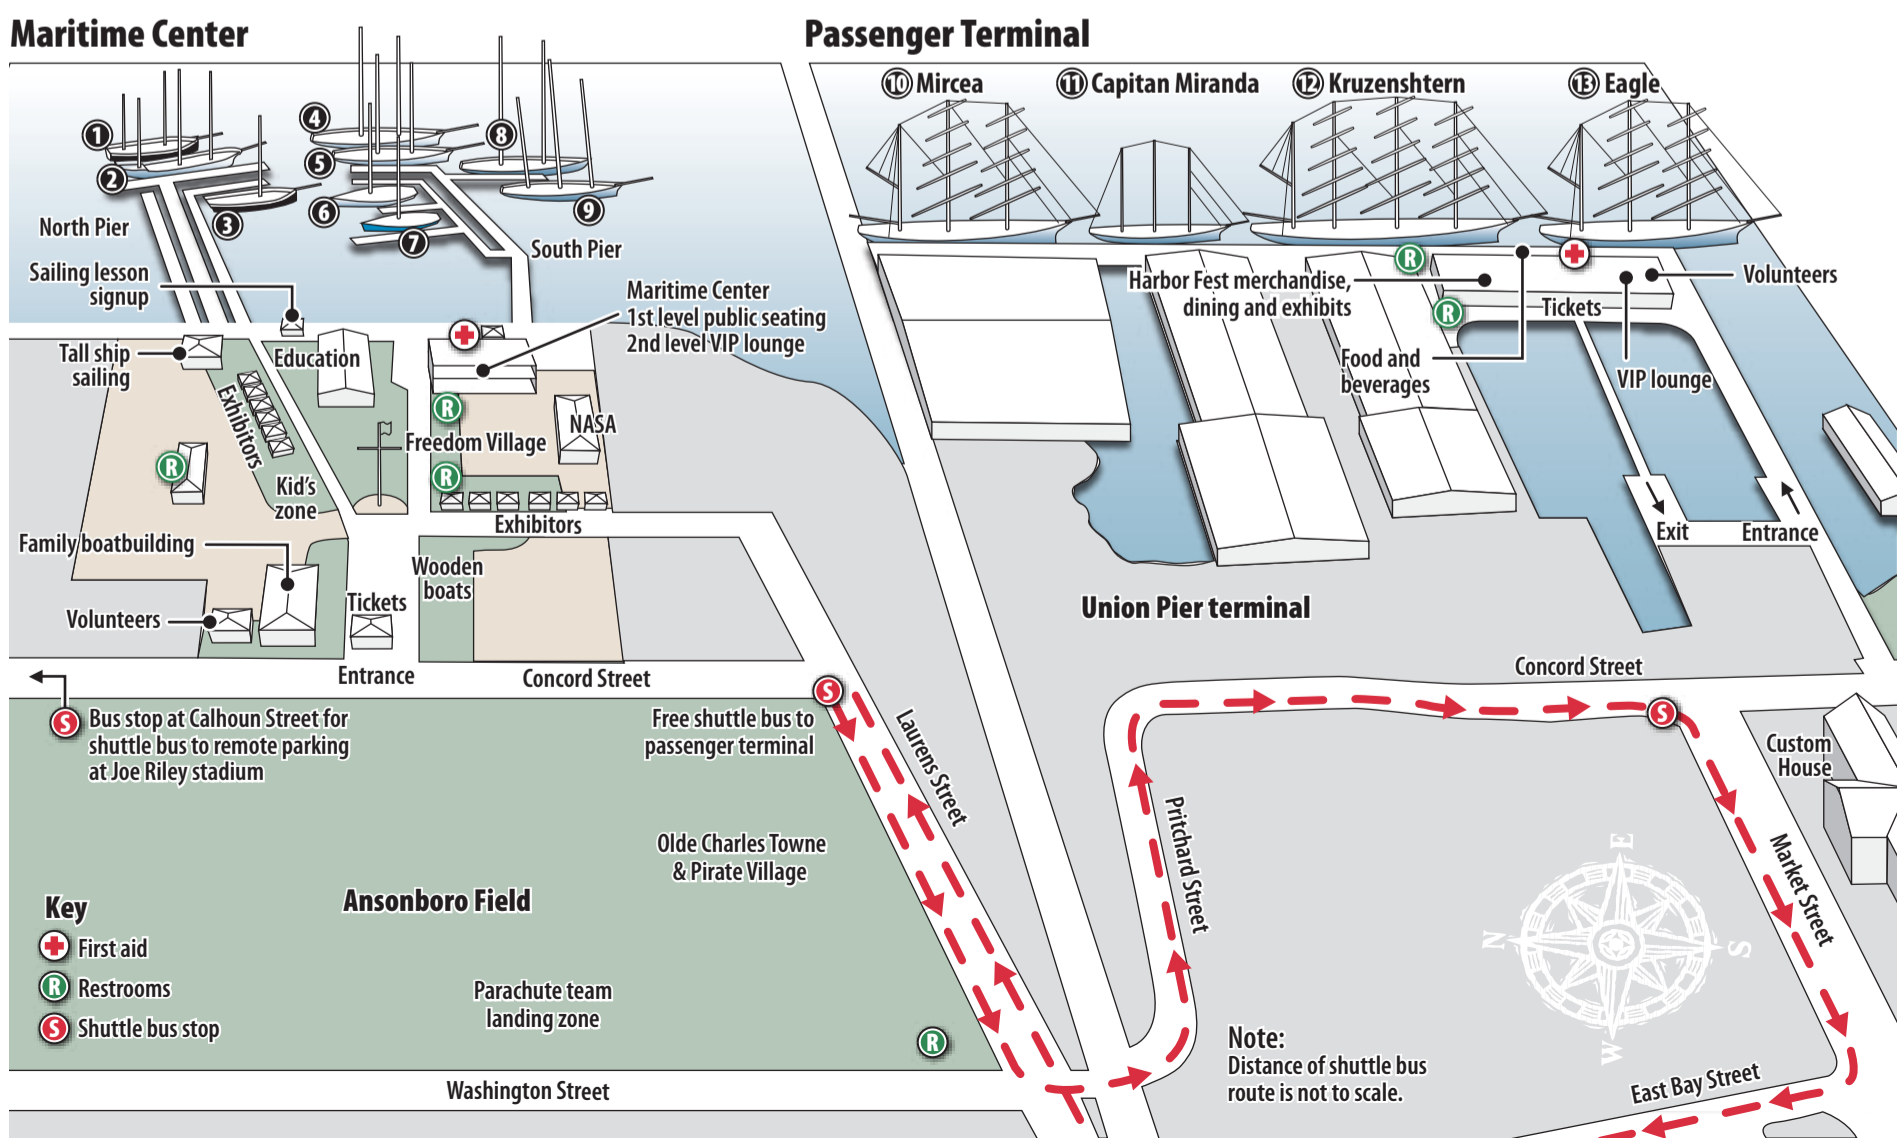 Maritime Center
Passenger Terminal
10 Mircea
11 Capitan Miranda
12 Kruzenshtern
13 Eagle
1
2
3
4
5
6
7
8
9
North Pier
South Pier
Sailing lesson
signup
Maritime Center
1st level public seating
2nd level VIP lounge
Tall ship
sailing
Education
Exhibitors
R
Freedom Village
NASA
R
R
Kid's
zone
Exhibitors
Family boatbuilding
Wooden
boats
Volunteers
Tickets
Entrance
Concord Street
R
R
Harbor Fest merchandise,
dining and exhibits
Volunteers
Tickets
Food and
beverages
VIP lounge
Exit
Entrance
Union Pier terminal
Concord Street
S
Bus stop at Calhoun Street for
shuttle bus to remote parking
at Joe Riley stadium
S
Free shuttle bus to
passenger terminal
Laurens Street
Olde Charles Towne
& Pirate Village
Ansonboro Field
Parachute team
landing zone
R
Key
First aid
R Restrooms
S Shuttle bus stop
Washington Street
Pritchard Street
S
Custom
House
Market Street
E
N
S
W
Note:
Distance of shuttle bus
route is not to scale.
East Bay Street